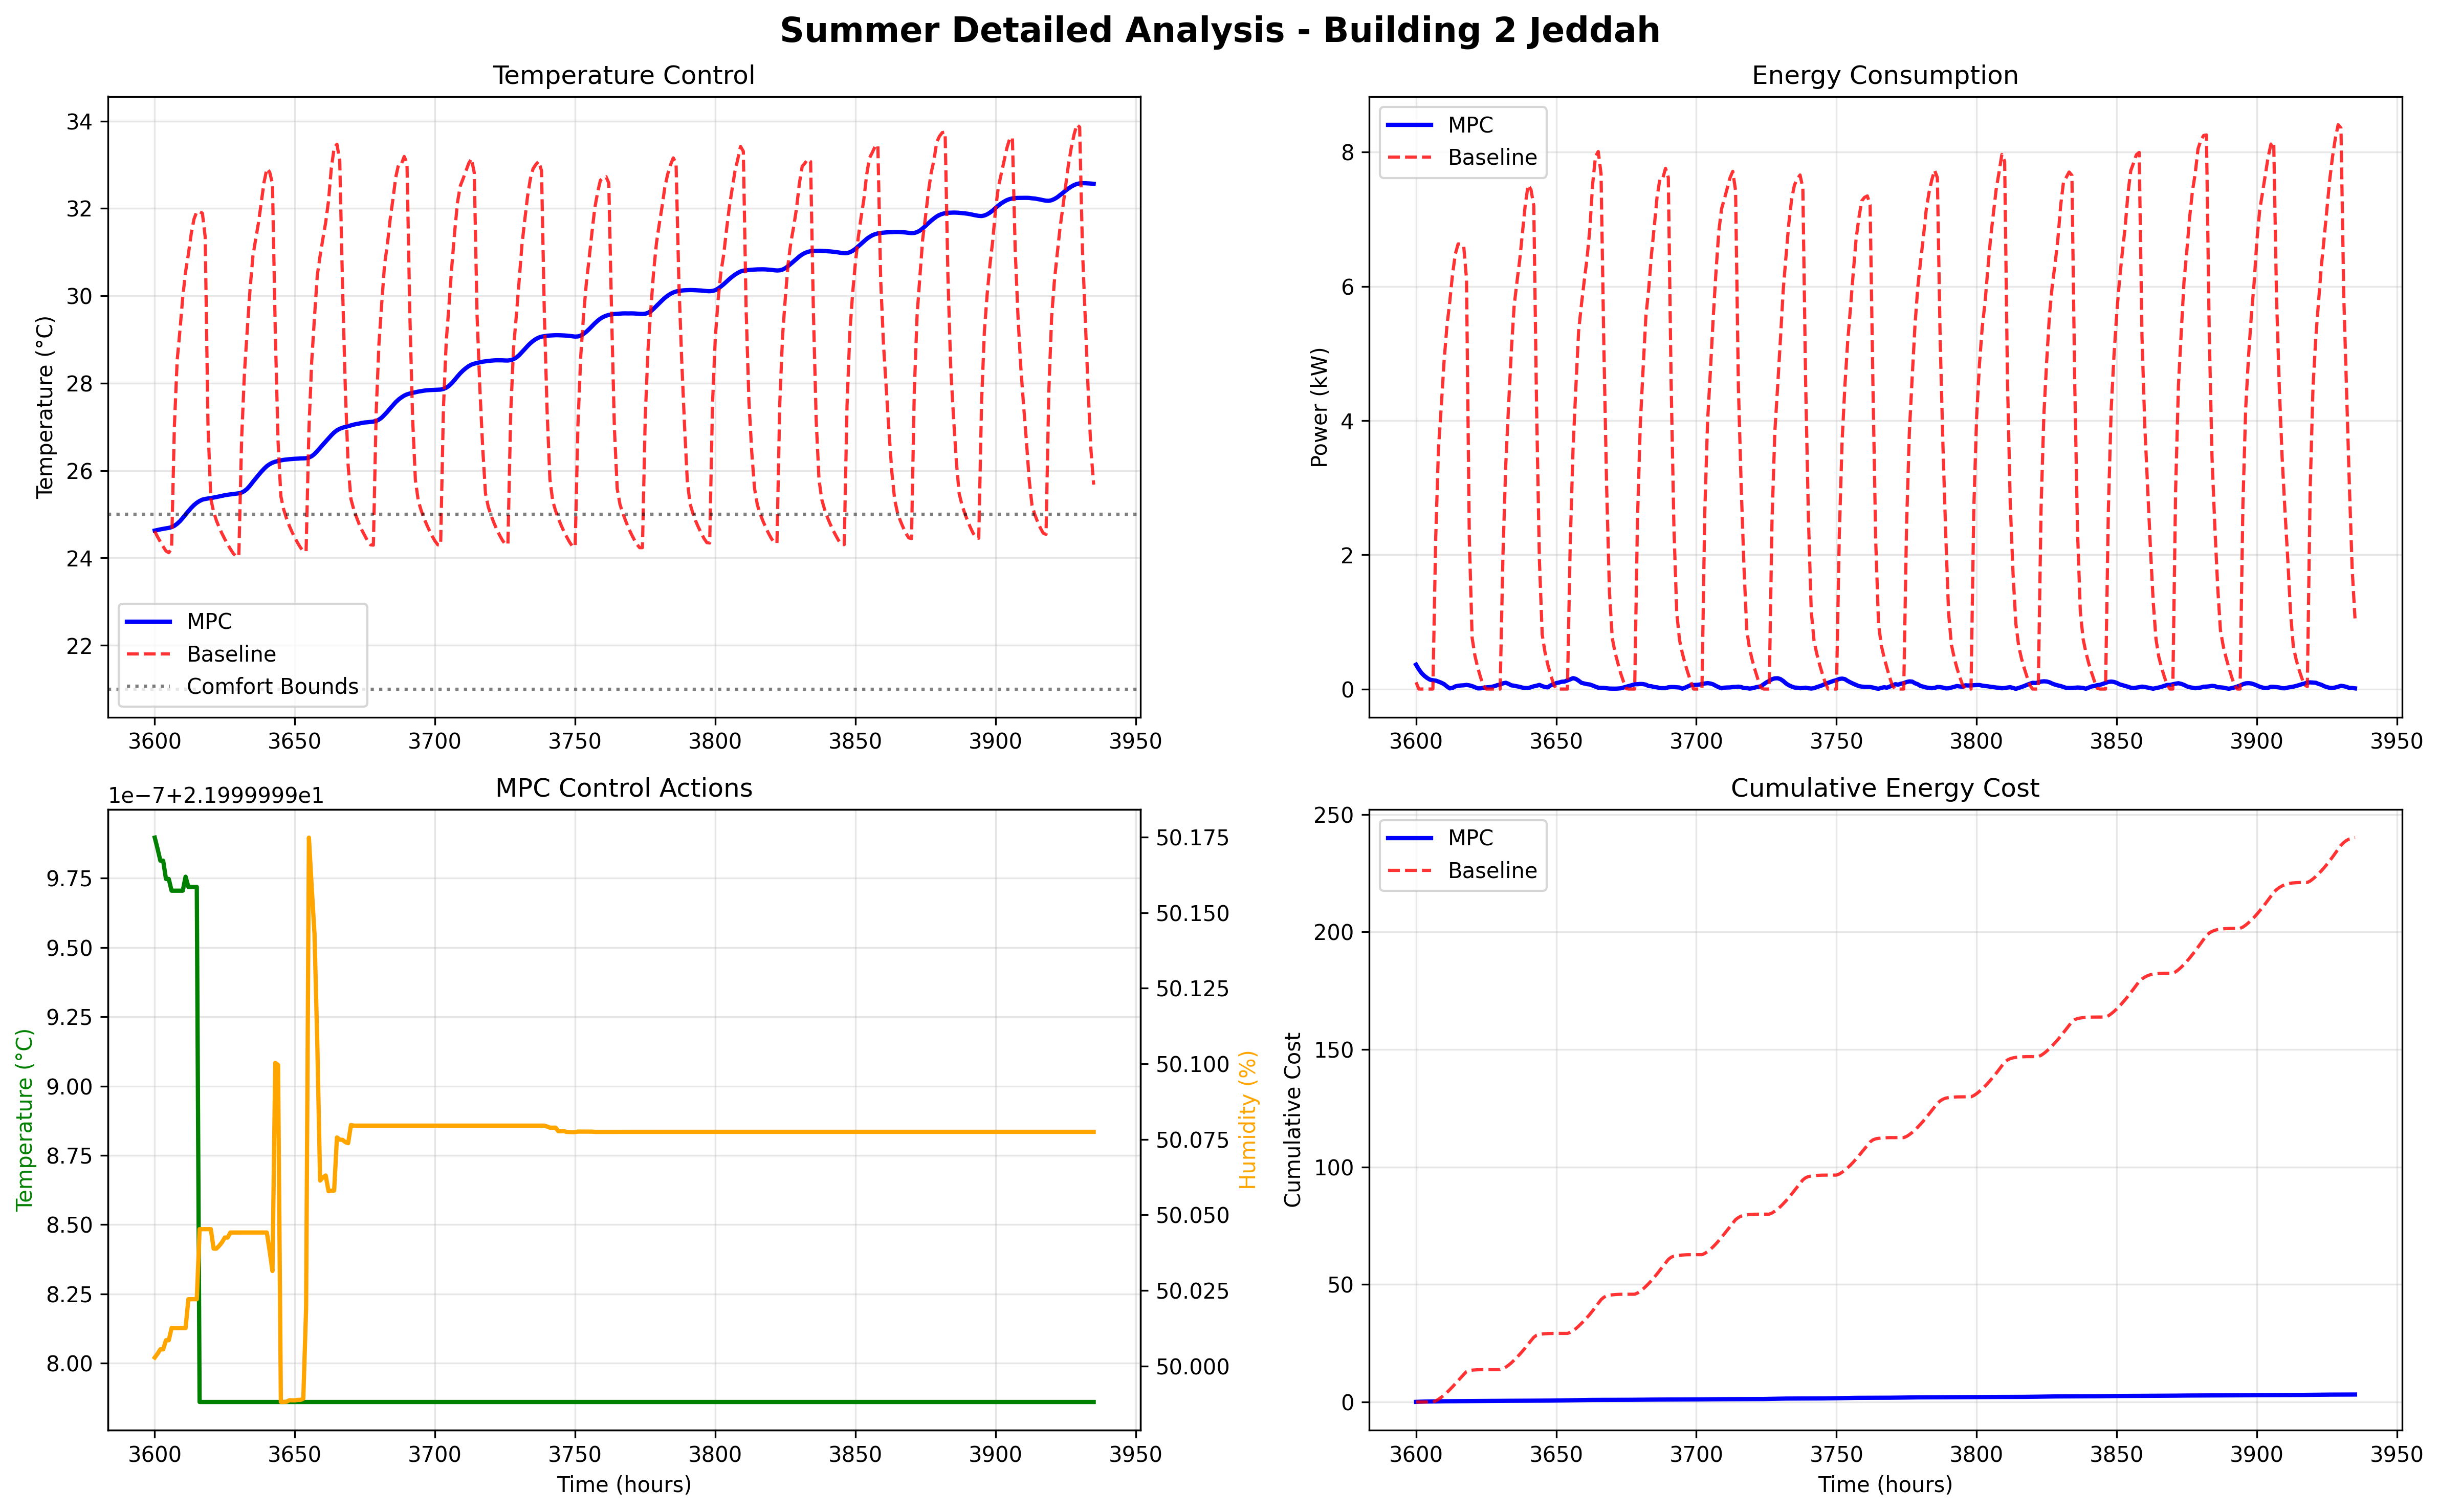 Summer Detailed Analysis - Building 2 Jeddah
Temperature Control
Temperature (°C)
34
32
30
28
26
24
22
MPC
Baseline
Comfort Bounds
3600 3650 3700 3750 3800 3850 3900 3950
Energy Consumption
Power (kW)
8
6
4
2
0
MPC
Baseline
3600 3650 3700 3750 3800 3850 3900 3950
MPC Control Actions
1e−7+2.1999999e1
Temperature (°C)
9.75
9.50
9.25
9.00
8.75
8.50
8.25
8.00
50.175
50.150
50.125
50.100
50.075
50.050
50.025
50.000
Humidity (%)
3600 3650 3700 3750 3800 3850 3900 3950
Time (hours)
Cumulative Energy Cost
Cumulative Cost
250
200
150
100
50
0
MPC
Baseline
3600 3650 3700 3750 3800 3850 3900 3950
Time (hours)